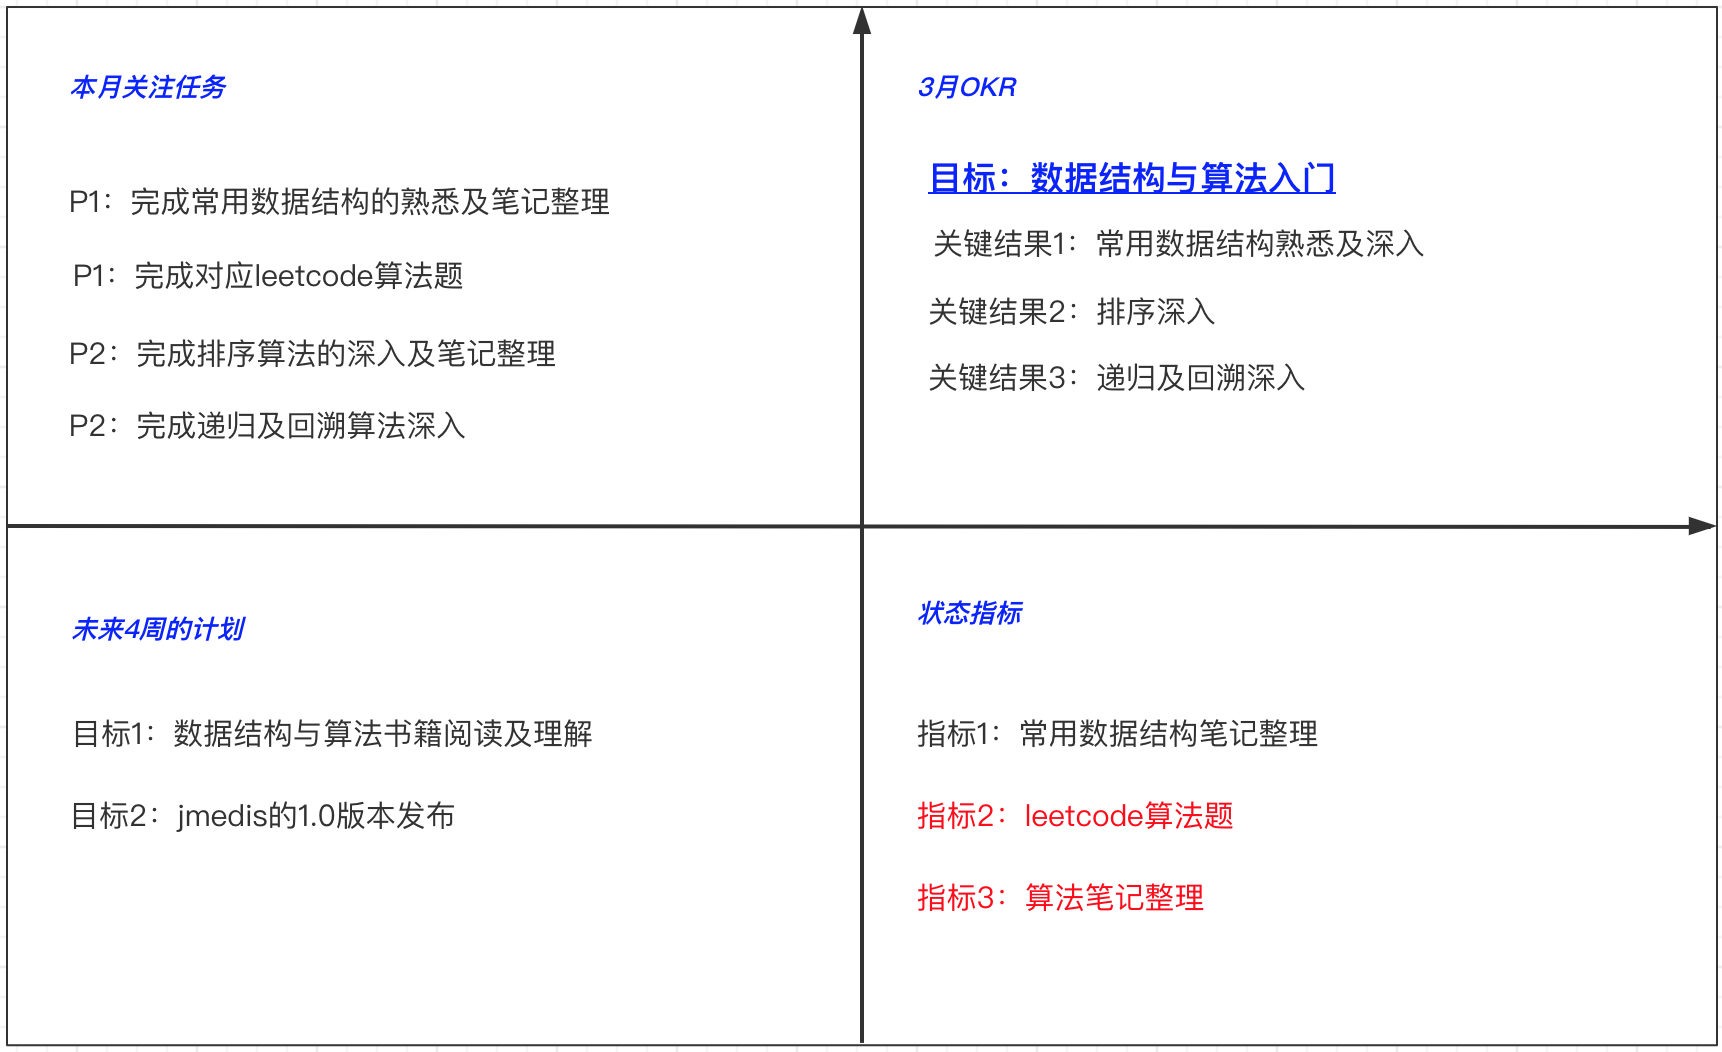 本月关注任务
P1：完成常用数据结构的熟悉及笔记整理
P1：完成对应leetcode算法题
P2：完成排序算法的深入及笔记整理
P2：完成递归及回溯算法深入
3月OKR
目标：数据结构与算法入门
关键结果1：常用数据结构熟悉及深入
关键结果2：排序深入
关键结果3：递归及回溯深入
未来4周的计划
目标1：数据结构与算法书籍阅读及理解
目标2：jmedis的1.0版本发布
状态指标
指标1：常用数据结构笔记整理
指标2：leetcode算法题
指标3：算法笔记整理